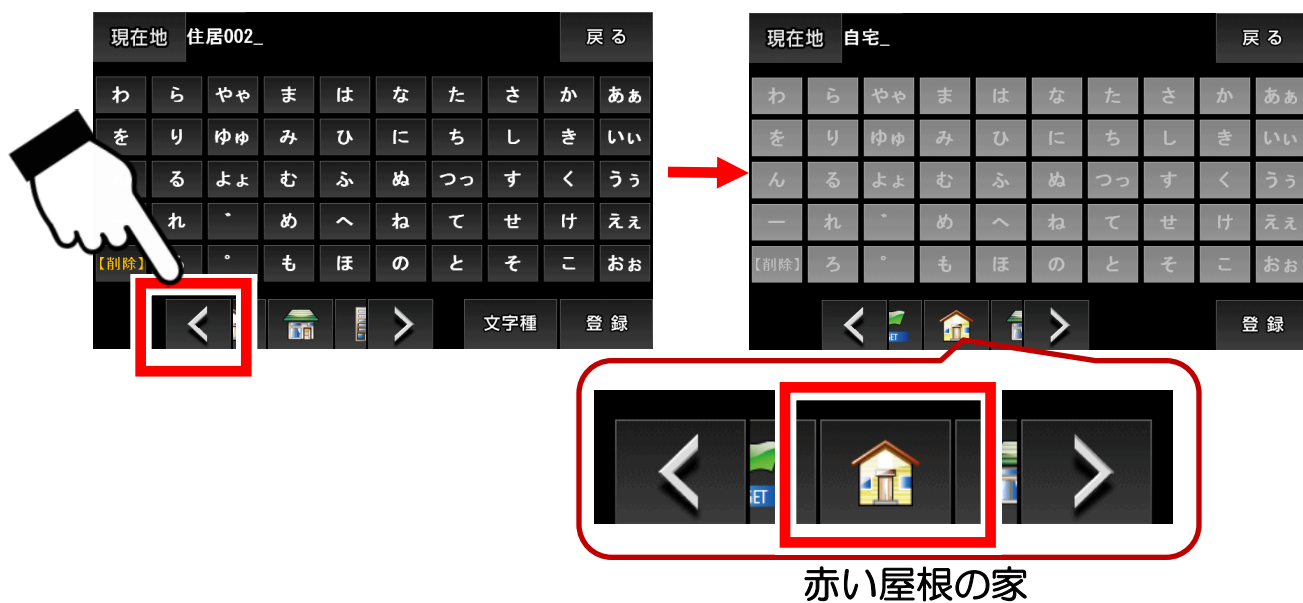 現在地 住居002_ 戻る
わ ら やゃ ま は な た さ か あぁ
を り ゆゅ み ひ に ち し き いぃ
る よょ む ふ ぬ つっ す く うぅ
れ ゛ め へ ね て せ け えぇ
【削除】 ゜ も ほ の と そ こ おぉ
文字種 登録
現在地 自宅_ 戻る
わ ら やゃ ま は な た さ か あぁ
を り ゆゅ み ひ に ち し き いぃ
ん る よょ む ふ ぬ つっ す く うぅ
ー れ ゛ め へ ね て せ け えぇ
【削除】 ろ ゜ も ほ の と そ こ おぉ
登録
赤い屋根の家